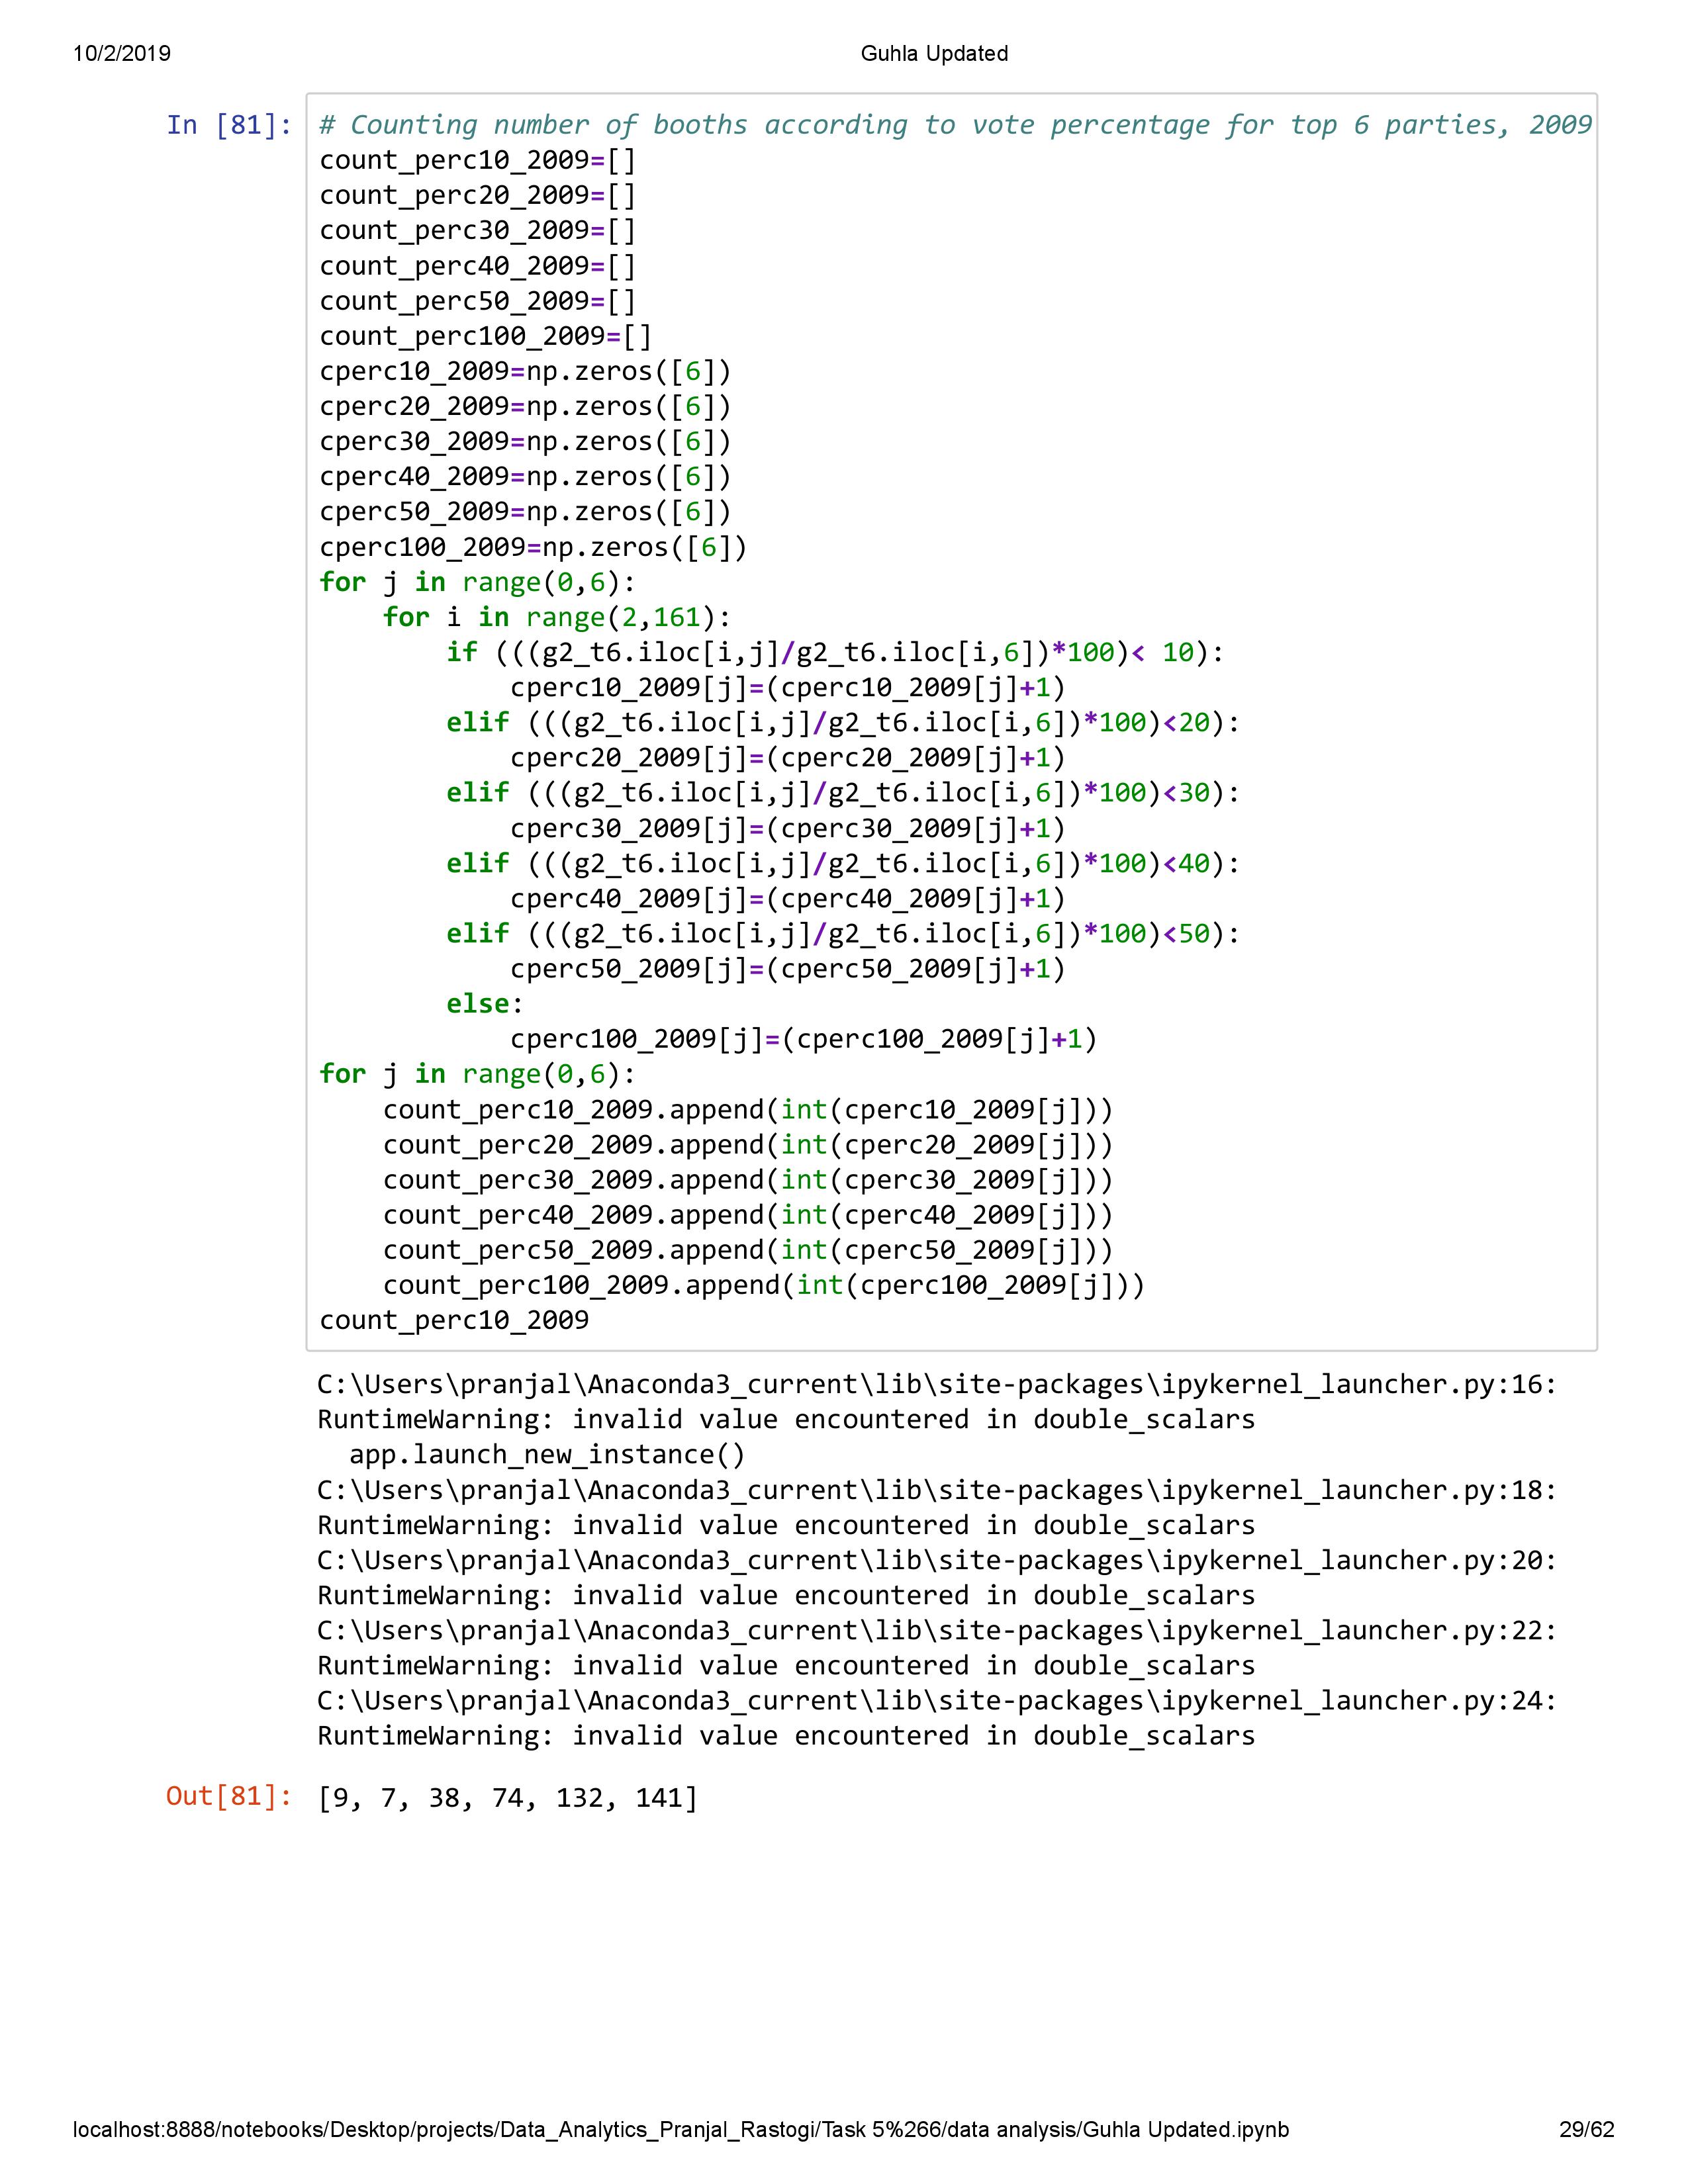 10/2/2019 Guhla Updated
In [81]: # Counting number of booths according to vote percentage for top 6 parties, 2009
count_perc10_2009=[]
count_perc20_2009=[]
count_perc30_2009=[]
count_perc40_2009=[]
count_perc50_2009=[]
count_perc100_2009=[]
cperc10_2009=np.zeros([6])
cperc20_2009=np.zeros([6])
cperc30_2009=np.zeros([6])
cperc40_2009=np.zeros([6])
cperc50_2009=np.zeros([6])
cperc100_2009=np.zeros([6])
for j in range(0,6):
    for i in range(2,161):
        if (((g2_t6.iloc[i,j]/g2_t6.iloc[i,6])*100)< 10):
            cperc10_2009[j]=(cperc10_2009[j]+1)
        elif (((g2_t6.iloc[i,j]/g2_t6.iloc[i,6])*100)<20):
            cperc20_2009[j]=(cperc20_2009[j]+1)
        elif (((g2_t6.iloc[i,j]/g2_t6.iloc[i,6])*100)<30):
            cperc30_2009[j]=(cperc30_2009[j]+1)
        elif (((g2_t6.iloc[i,j]/g2_t6.iloc[i,6])*100)<40):
            cperc40_2009[j]=(cperc40_2009[j]+1)
        elif (((g2_t6.iloc[i,j]/g2_t6.iloc[i,6])*100)<50):
            cperc50_2009[j]=(cperc50_2009[j]+1)
        else:
            cperc100_2009[j]=(cperc100_2009[j]+1)
for j in range(0,6):
    count_perc10_2009.append(int(cperc10_2009[j]))
    count_perc20_2009.append(int(cperc20_2009[j]))
    count_perc30_2009.append(int(cperc30_2009[j]))
    count_perc40_2009.append(int(cperc40_2009[j]))
    count_perc50_2009.append(int(cperc50_2009[j]))
    count_perc100_2009.append(int(cperc100_2009[j]))
count_perc10_2009
C:\Users\pranjal\Anaconda3_current\lib\site-packages\ipykernel_launcher.py:16:
RuntimeWarning: invalid value encountered in double_scalars
  app.launch_new_instance()
C:\Users\pranjal\Anaconda3_current\lib\site-packages\ipykernel_launcher.py:18:
RuntimeWarning: invalid value encountered in double_scalars
C:\Users\pranjal\Anaconda3_current\lib\site-packages\ipykernel_launcher.py:20:
RuntimeWarning: invalid value encountered in double_scalars
C:\Users\pranjal\Anaconda3_current\lib\site-packages\ipykernel_launcher.py:22:
RuntimeWarning: invalid value encountered in double_scalars
C:\Users\pranjal\Anaconda3_current\lib\site-packages\ipykernel_launcher.py:24:
RuntimeWarning: invalid value encountered in double_scalars
Out[81]: [9, 7, 38, 74, 132, 141]
localhost:8888/notebooks/Desktop/projects/Data_Analytics_Pranjal_Rastogi/Task 5%266/data analysis/Guhla Updated.ipynb 29/62